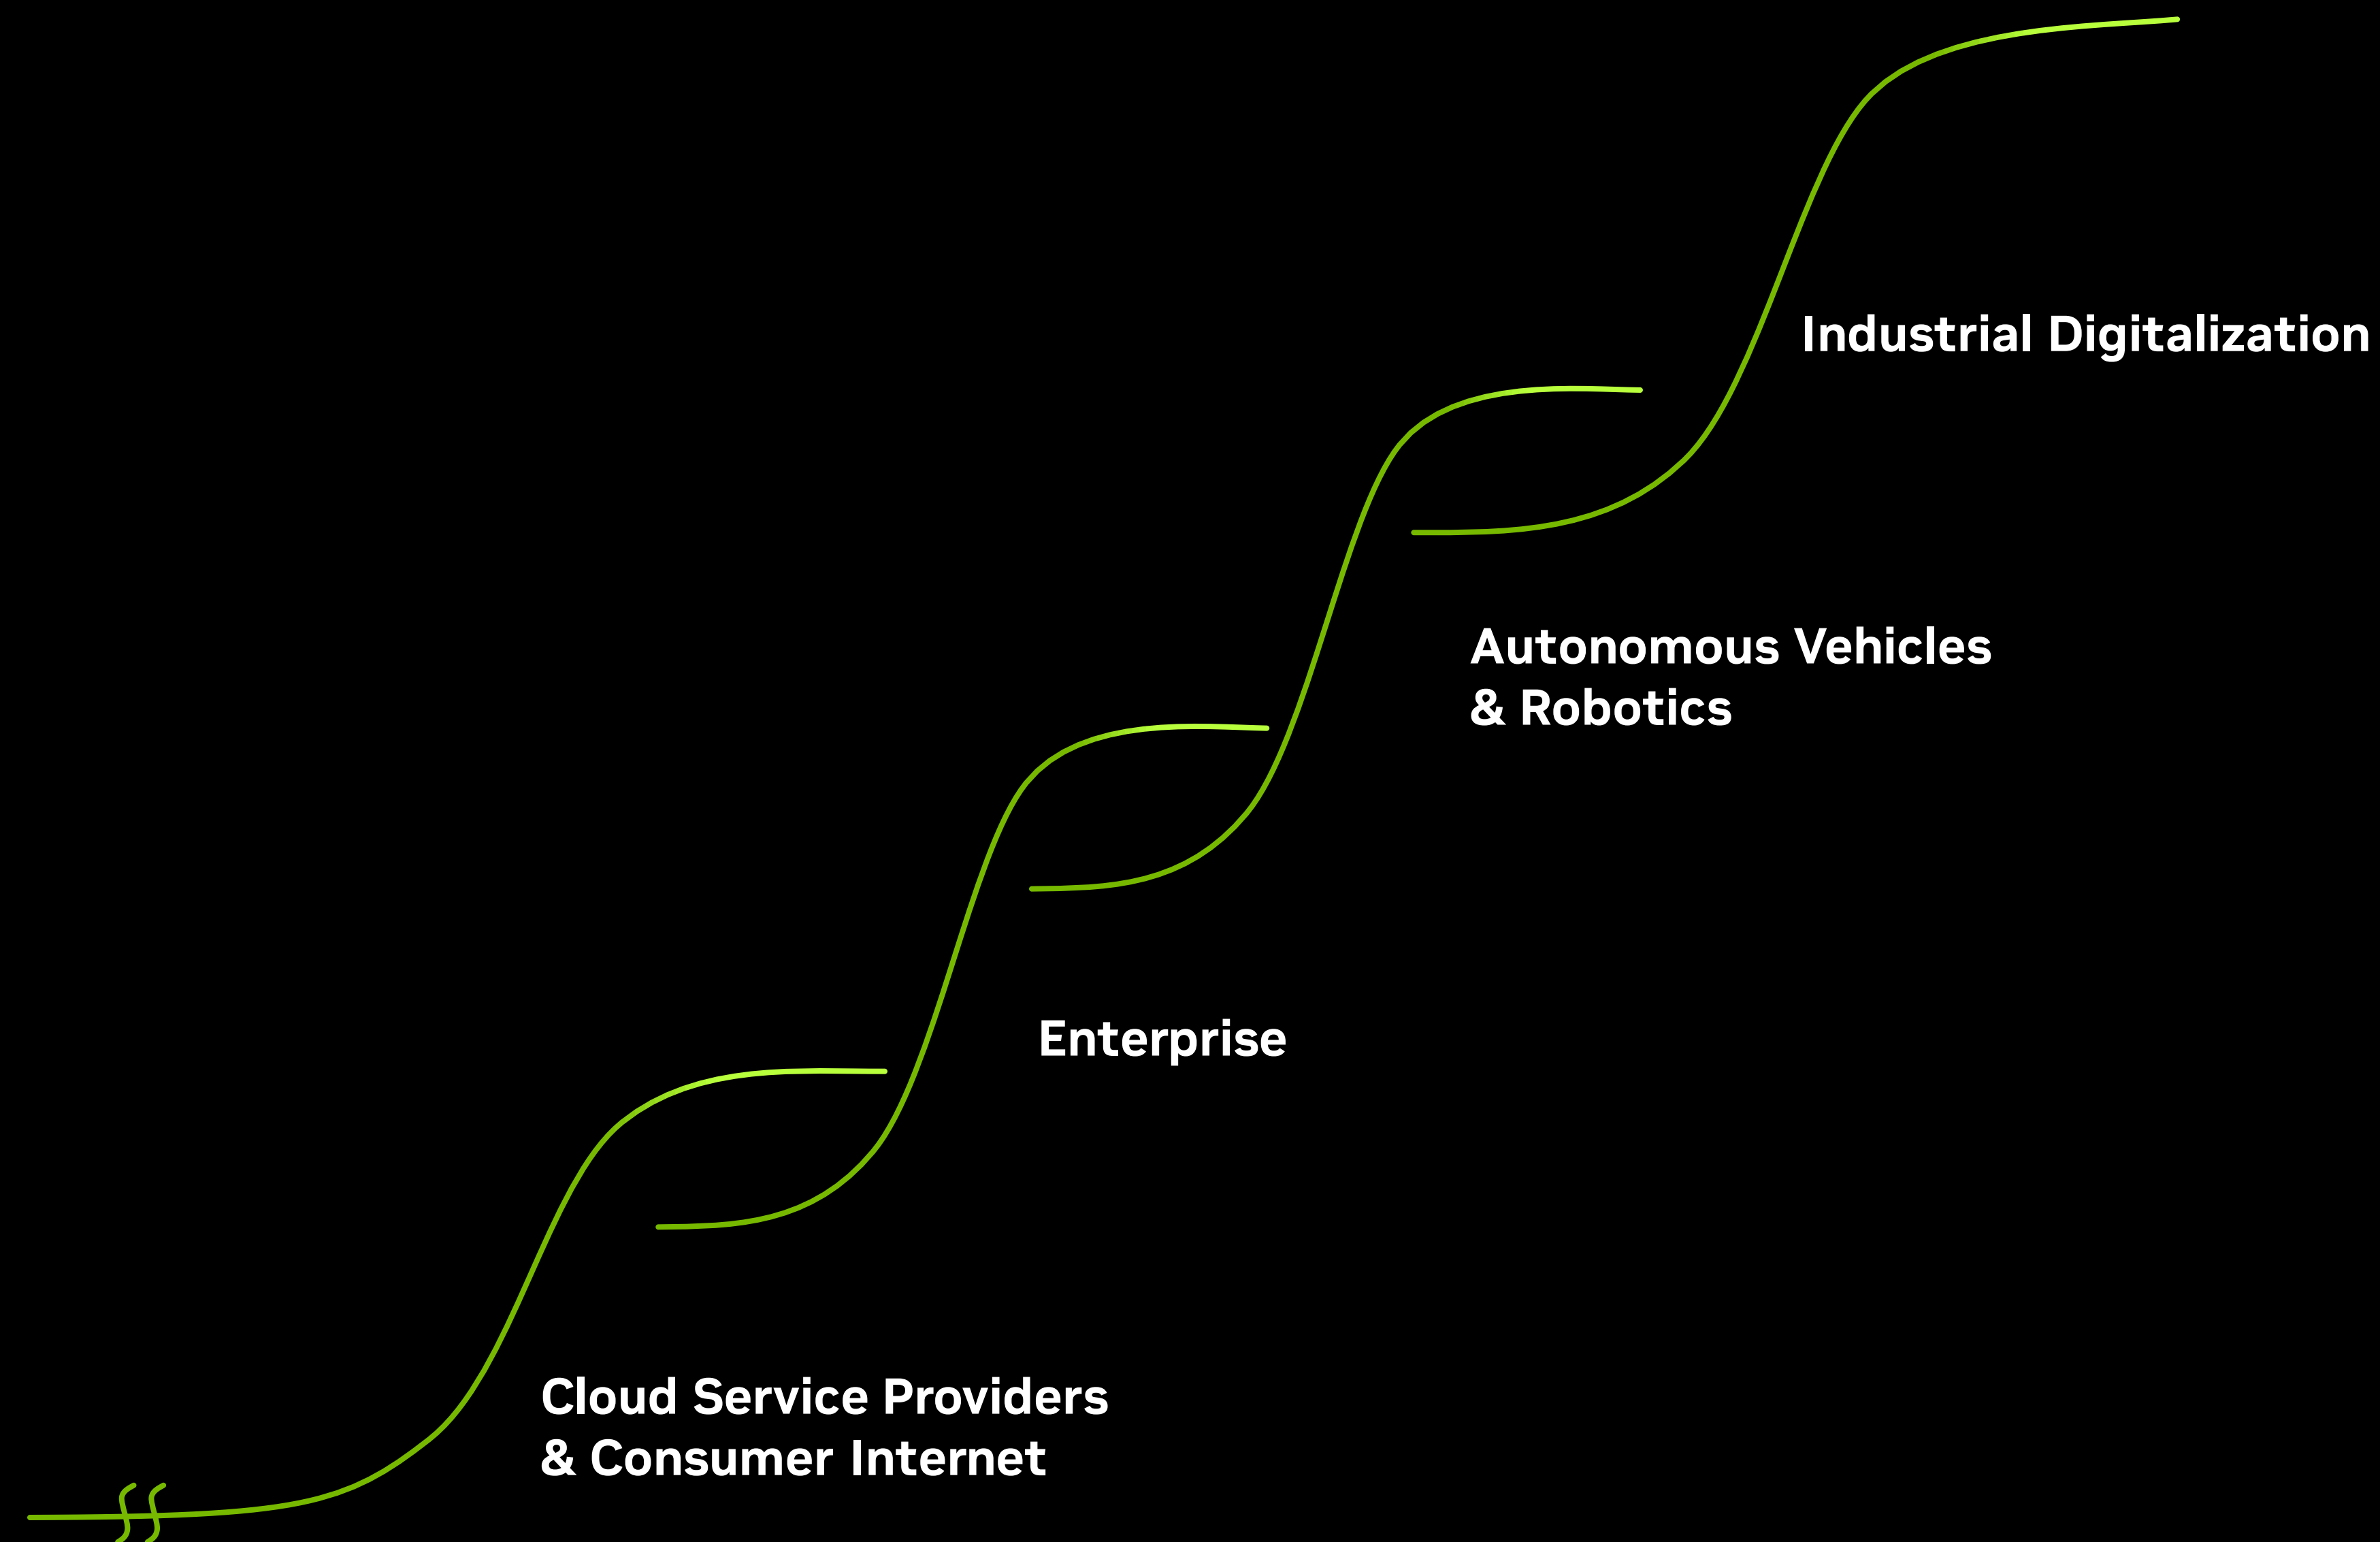 Industrial Digitalization
Autonomous Vehicles
& Robotics
Enterprise
Cloud Service Providers
& Consumer Internet